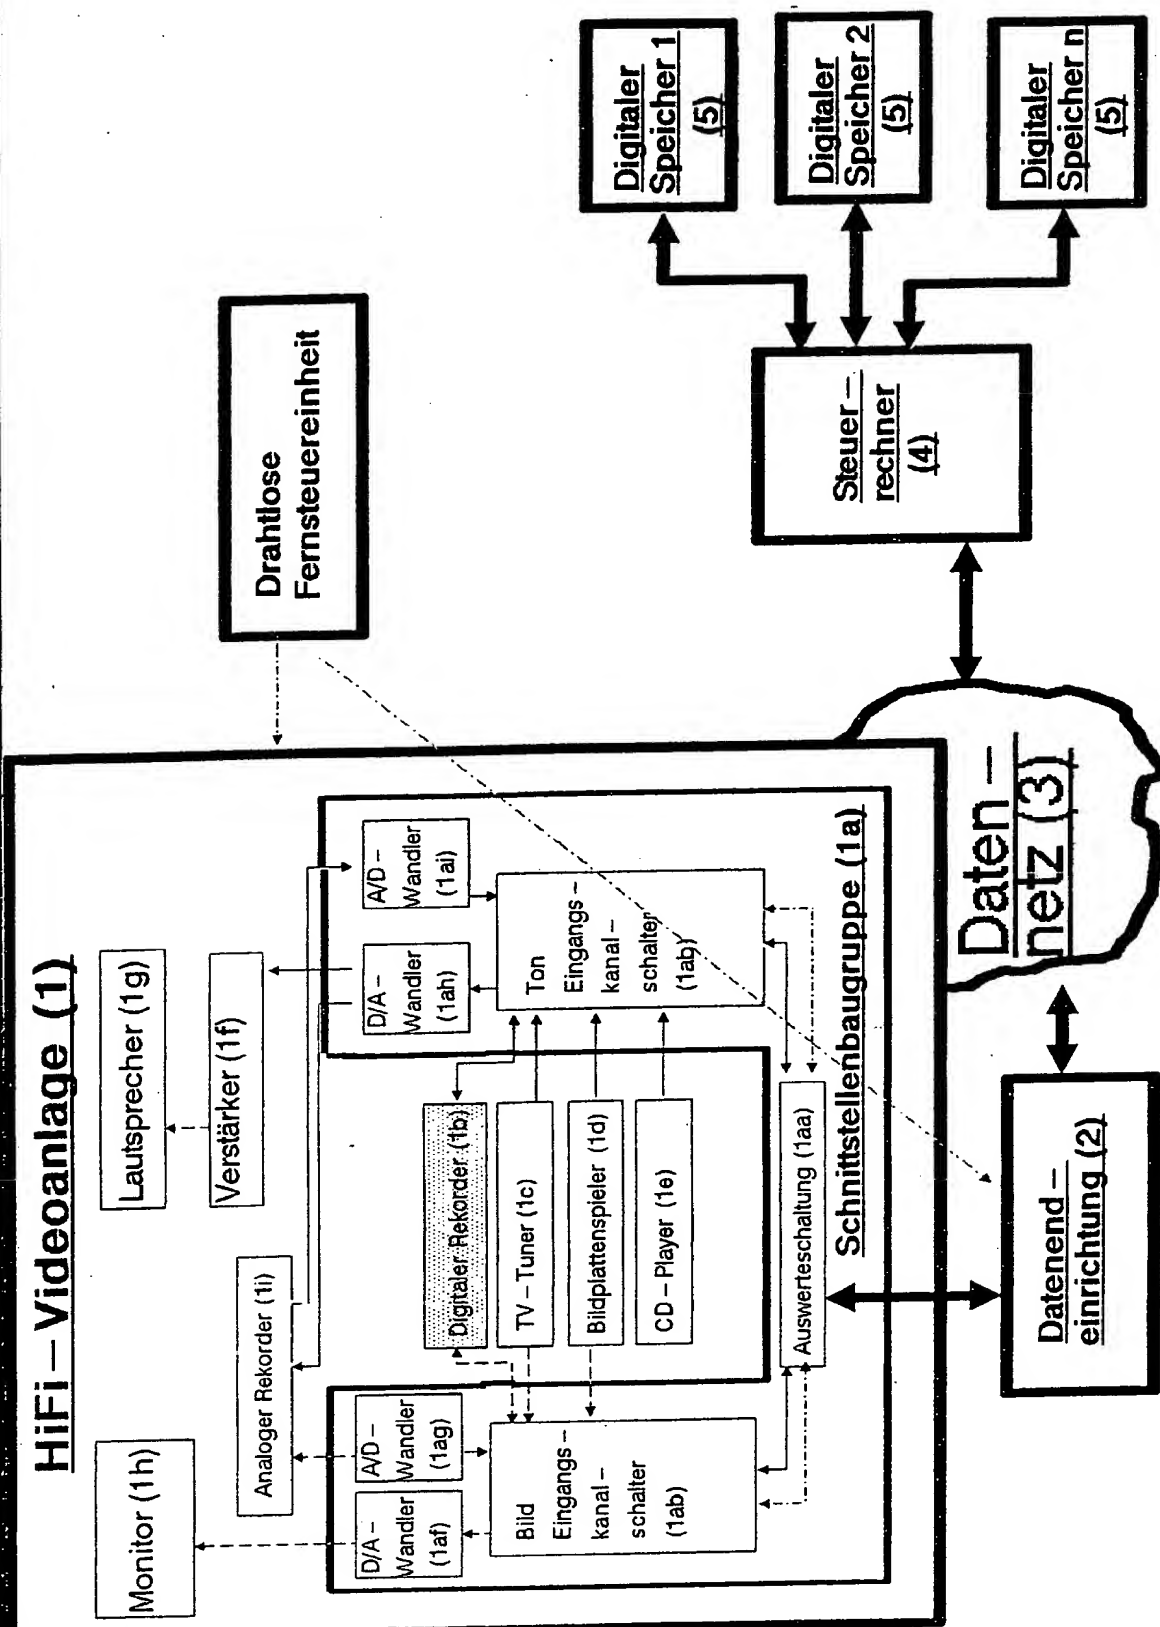 HiFi – Videoanlage (1)
Monitor (1h)
Lautsprecher (1g)
Verstärker (1f)
Analoger Rekorder (1i)
D/A –
Wandler
(1af)
A/D –
Wandler
(1ag)
D/A –
Wandler
(1ah)
A/D –
Wandler
(1ai)
Digitaler Rekorder (1b)
TV – Tuner (1c)
Bildplattenspieler (1d)
CD – Player (1e)
Bild
Eingangs –
kanal –
schalter
(1ab)
Ton
Eingangs –
kanal –
schalter
(1ab)
Auswerteschaltung (1aa)
Schnittstellenbaugruppe (1a)
Drahtlose
Fernsteuereinheit
Datenend –
einrichtung (2)
Daten –
netz (3)
Steuer –
rechner
(4)
Digitaler
Speicher 1
(5)
Digitaler
Speicher 2
(5)
Digitaler
Speicher n
(5)